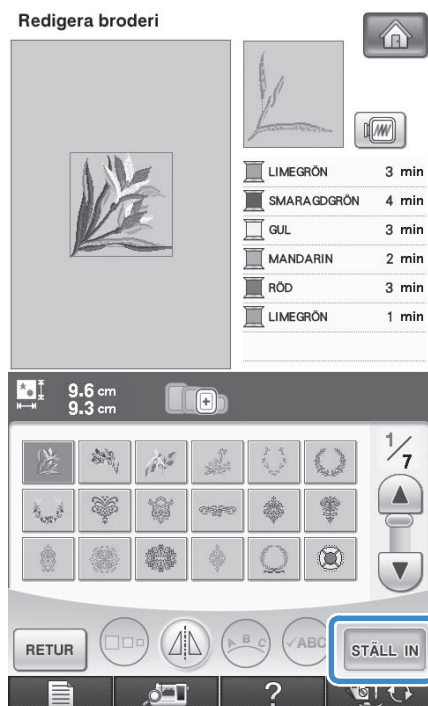 Redigera broderi
LIMEGRÖN 3 min
SMARAGDGRÖN 4 min
GUL 3 min
MANDARIN 2 min
RÖD 3 min
LIMEGRÖN 1 min
9.6 cm
9.3 cm
1/7
RETUR
A B C
✓ABC
STÄLL IN
?